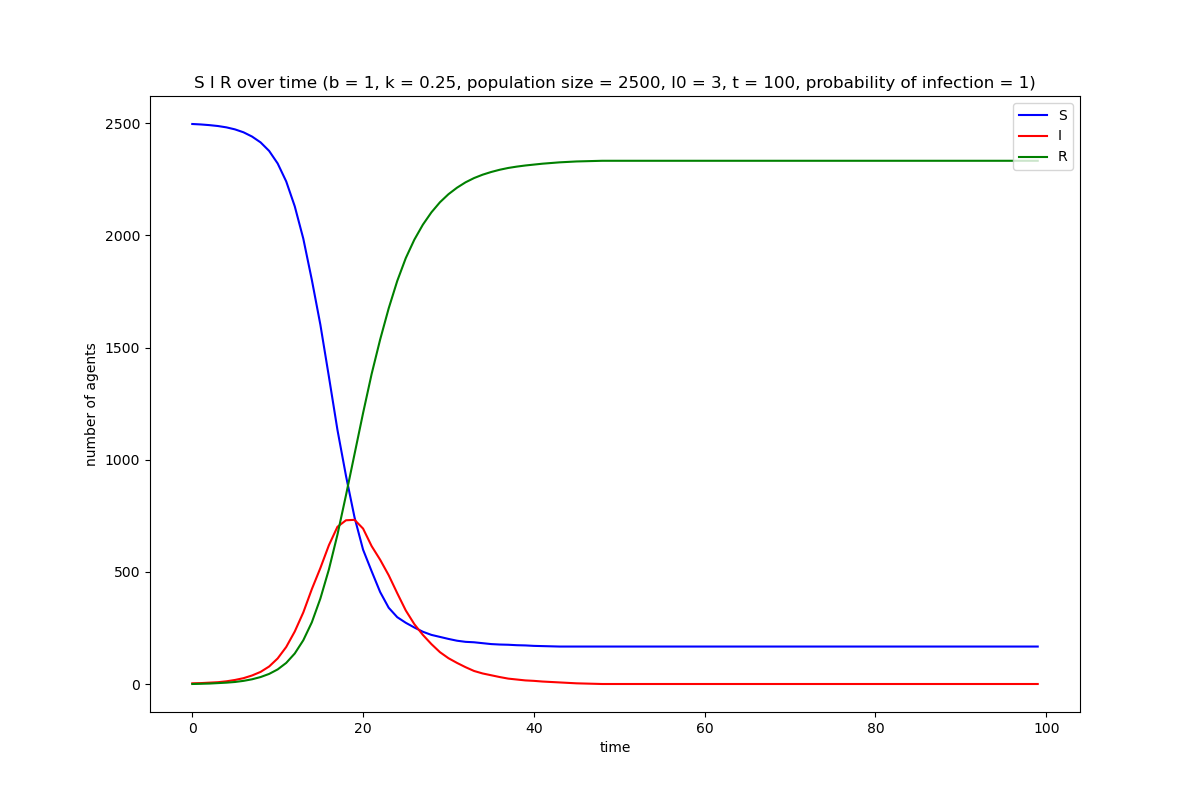 S I R over time (b = 1, k = 0.25, population size = 2500, I0 = 3, t = 100, probability of infection = 1)
S
I
R
2500
2000
1500
1000
500
0
number of agents
0 20 40 60 80 100
time